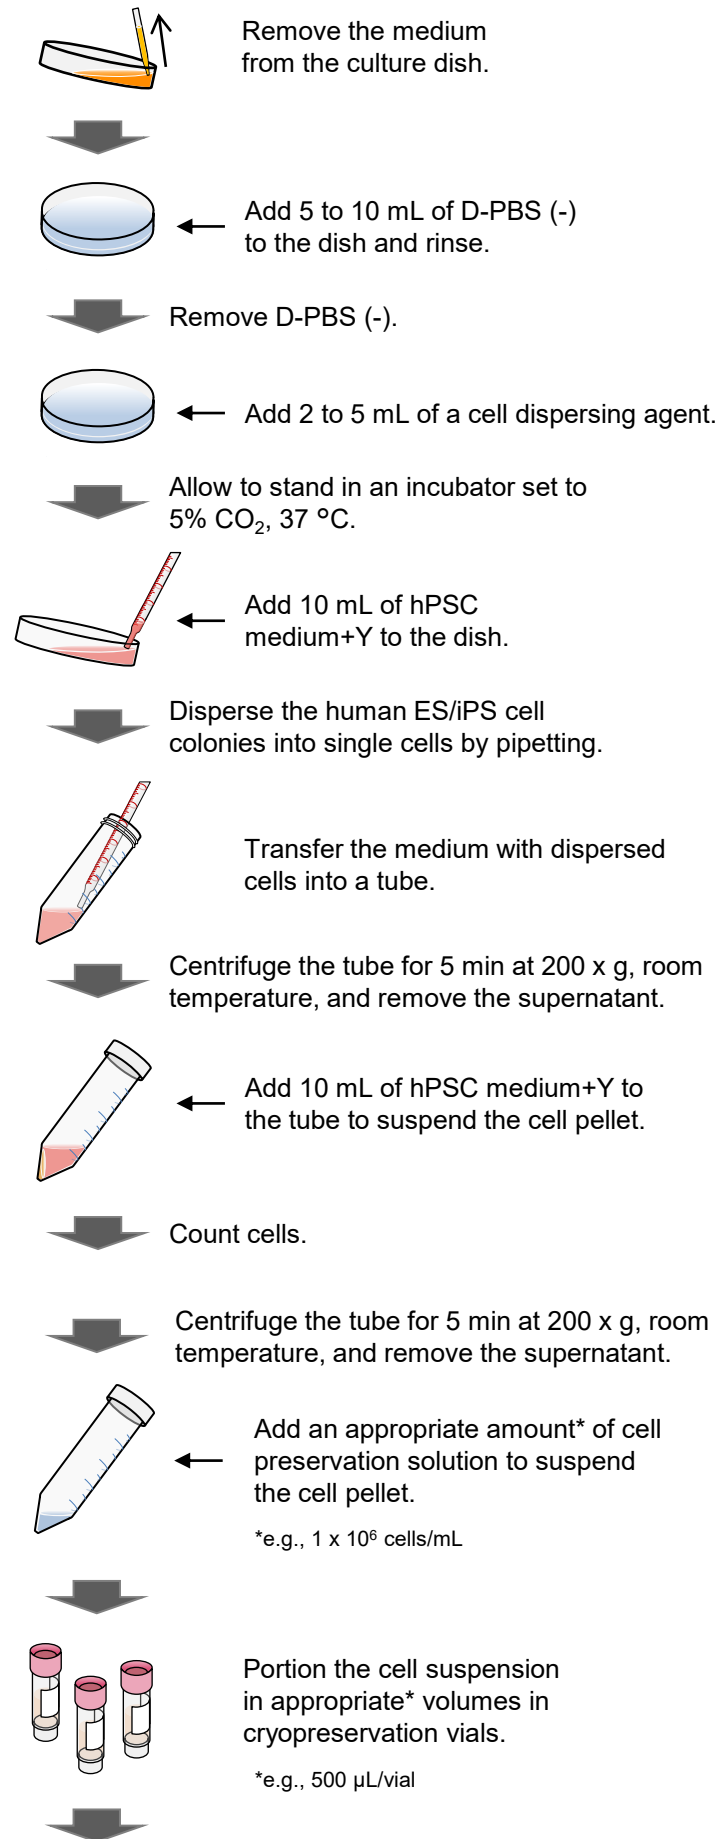 Remove the medium
from the culture dish.
Add 5 to 10 mL of D-PBS (-)
to the dish and rinse.
Remove D-PBS (-).
Add 2 to 5 mL of a cell dispersing agent.
Allow to stand in an incubator set to
5% CO₂, 37 °C.
Add 10 mL of hPSC
medium+Y to the dish.
Disperse the human ES/iPS cell
colonies into single cells by pipetting.
Transfer the medium with dispersed
cells into a tube.
Centrifuge the tube for 5 min at 200 x g, room
temperature, and remove the supernatant.
Add 10 mL of hPSC medium+Y to
the tube to suspend the cell pellet.
Count cells.
Centrifuge the tube for 5 min at 200 x g, room
temperature, and remove the supernatant.
Add an appropriate amount* of cell
preservation solution to suspend
the cell pellet.
*e.g., 1 x 10⁶ cells/mL
Portion the cell suspension
in appropriate* volumes in
cryopreservation vials.
*e.g., 500 µL/vial